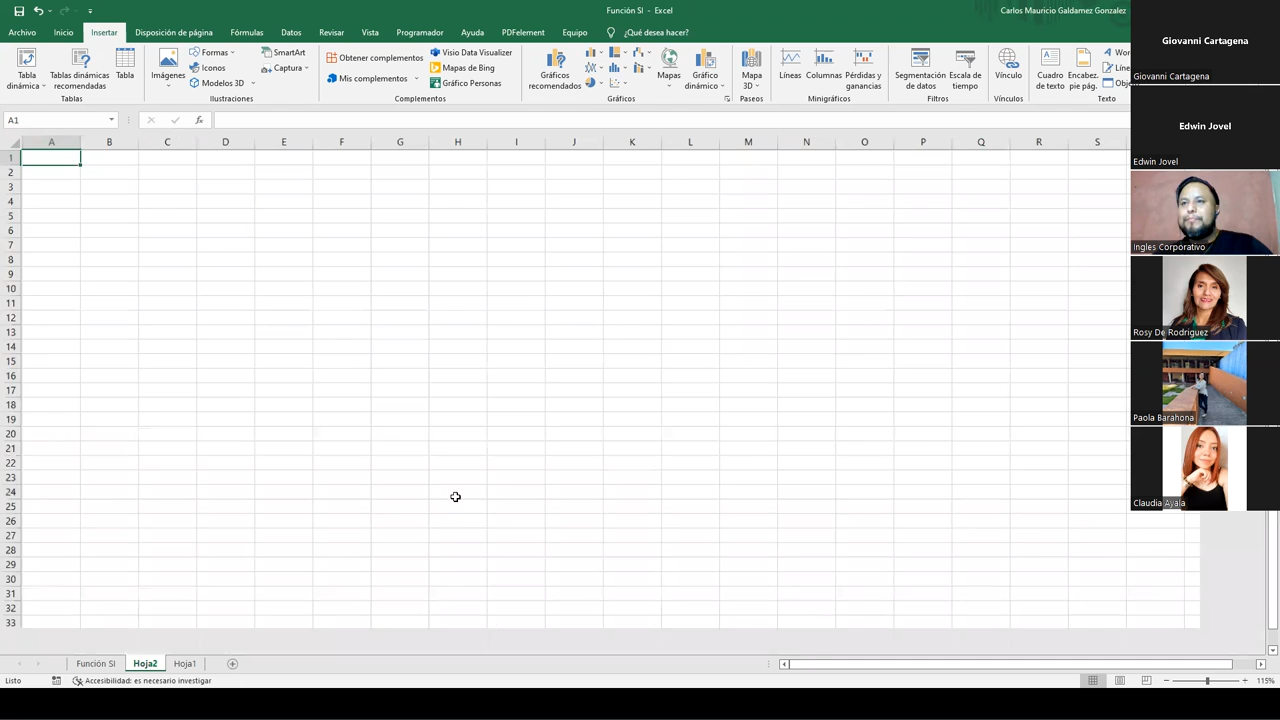 Función SI - Excel
Carlos Mauricio Galdamez Gonzalez
Archivo Inicio Insertar Disposición de página Fórmulas Datos Revisar Vista Programador Ayuda PDFelement Equipo ¿Qué desea hacer?
Tabla dinámica
Tablas dinámicas recomendadas
Tabla
Tablas
Imágenes
Formas
Iconos
Modelos 3D
SmartArt
Captura
Ilustraciones
Obtener complementos
Mis complementos
Visio Data Visualizer
Mapas de Bing
Gráfico Personas
Complementos
Gráficos recomendados
Mapas
Gráfico dinámico
Gráficos
Mapa 3D
Paseos
Líneas
Columnas
Pérdidas y ganancias
Minigráficos
Segmentación de datos
Escala de tiempo
Filtros
Vínculo
Vínculos
Cuadro de texto
Encabez. pie pág.
Texto
A1
fx
A B C D E F G H I J K L M N O P Q R S
1
2
3
4
5
6
7
8
9
10
11
12
13
14
15
16
17
18
19
20
21
22
23
24
25
26
27
28
29
30
31
32
33
Función SI Hoja2 Hoja1
Listo
Accesibilidad: es necesario investigar
115%
Giovanni Cartagena
Giovanni Cartagena
Edwin Jovel
Edwin Jovel
Ingles Corporativo
Rosy De Rodriguez
Paola Barahona
Claudia Ayala